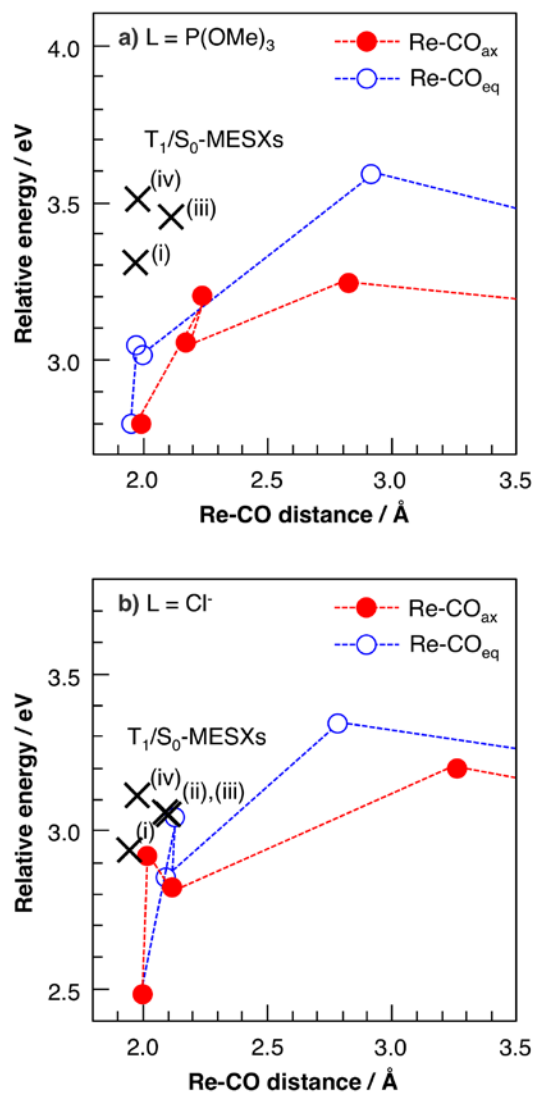 a) L = P(OMe)₃
Re-COₐₓ
Re-CO_eq
T₁/S₀-MESXs
(iv)
(iii)
(i)
4.0
3.5
3.0
Relative energy / eV
2.0
2.5
3.0
3.5
Re-CO distance / Å
b) L = Cl⁻
Re-COₐₓ
Re-CO_eq
T₁/S₀-MESXs
(iv)
(ii),(iii)
(i)
3.5
3.0
2.5
Relative energy / eV
2.0
2.5
3.0
3.5
Re-CO distance / Å